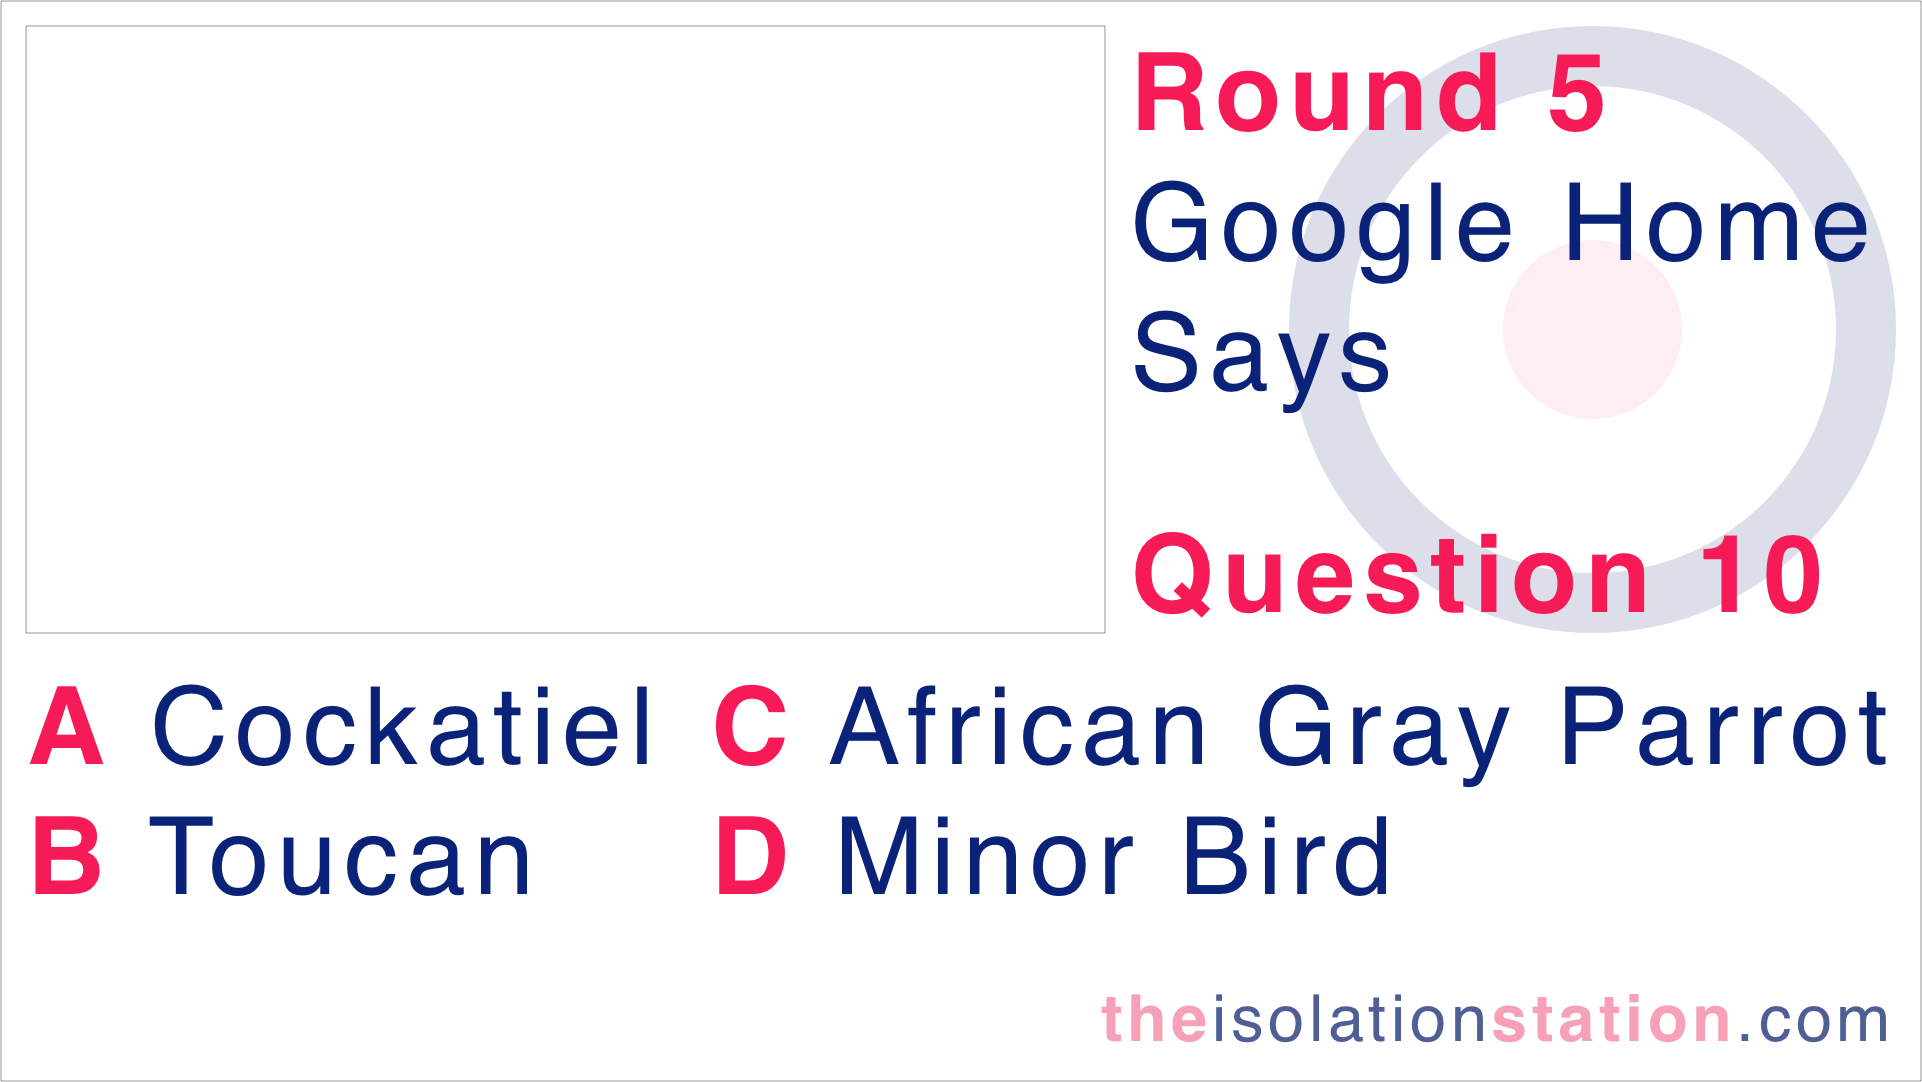 Round 5
Google Home
Says
Question 10
A Cockatiel
B Toucan
C African Gray Parrot
D Minor Bird
theisolationstation.com